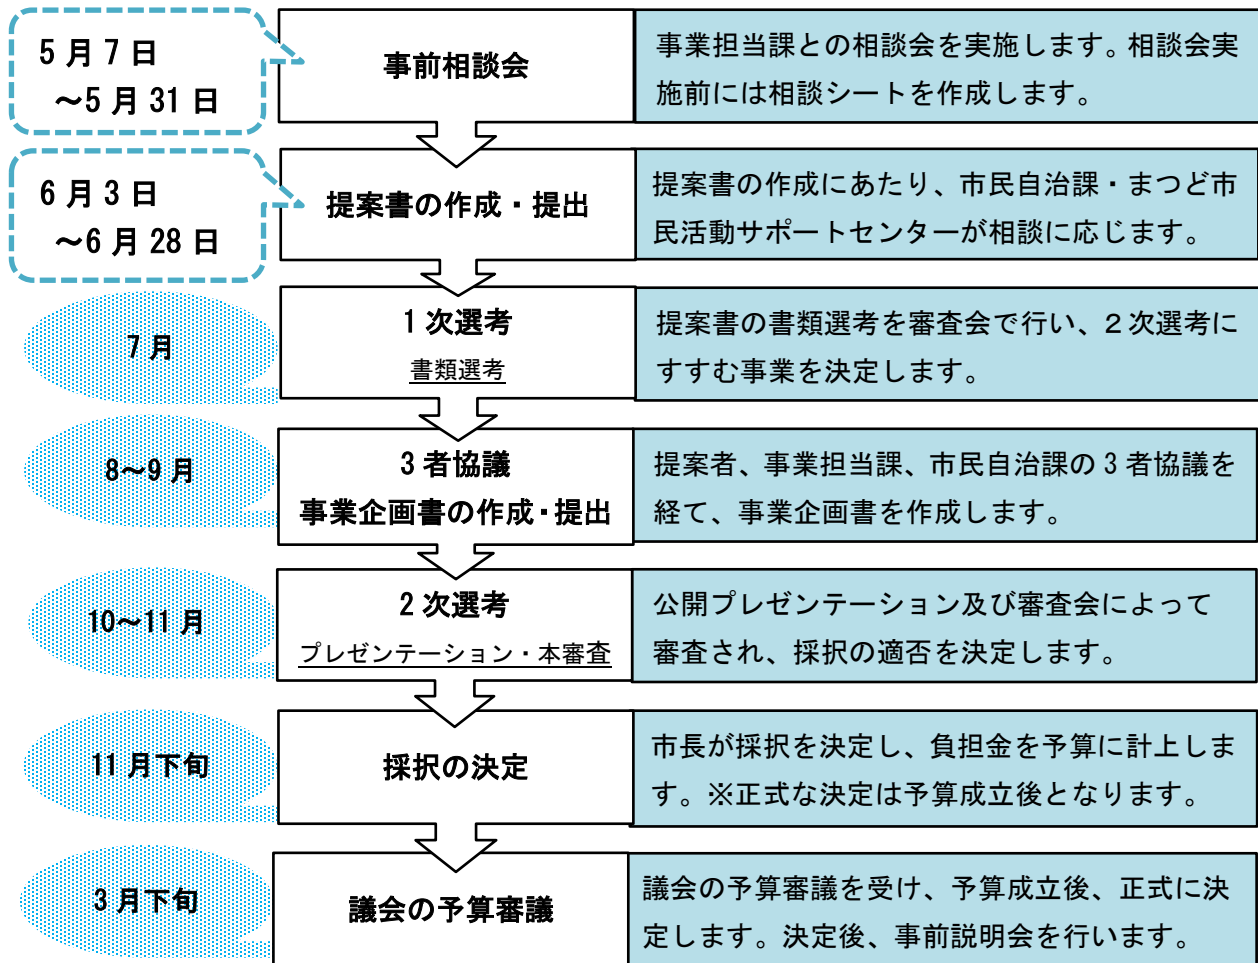 5月7日
～5月31日
事前相談会
事業担当課との相談会を実施します。相談会実
施前には相談シートを作成します。
6月3日
～6月28日
提案書の作成・提出
提案書の作成にあたり、市民自治課・まつど市
民活動サポートセンターが相談に応じます。
7月
1次選考
書類選考
提案書の書類選考を審査会で行い、２次選考に
すすむ事業を決定します。
8～9月
3者協議
事業企画書の作成・提出
提案者、事業担当課、市民自治課の3者協議を
経て、事業企画書を作成します。
10～11月
2次選考
プレゼンテーション・本審査
公開プレゼンテーション及び審査会によって
審査され、採択の適否を決定します。
11月下旬
採択の決定
市長が採択を決定し、負担金を予算に計上しま
す。※正式な決定は予算成立後となります。
3月下旬
議会の予算審議
議会の予算審議を受け、予算成立後、正式に決
定します。決定後、事前説明会を行います。